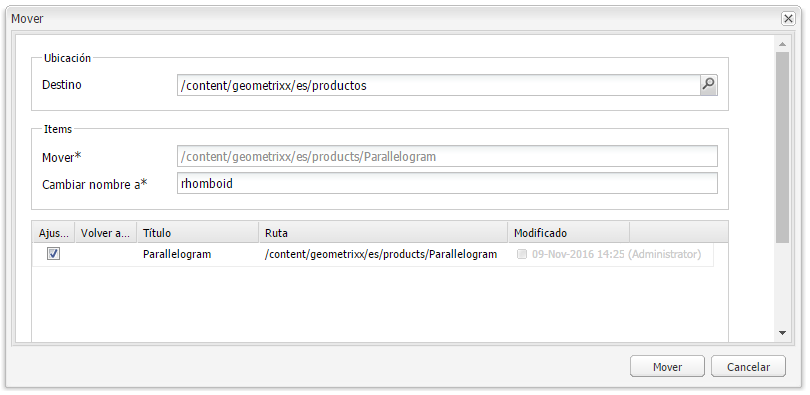 Mover
Ubicación
Destino /content/geometrixx/es/productos
Items
Mover* /content/geometrixx/es/products/Parallelogram
Cambiar nombre a* rhomboid
Ajus... Volver a... Título Ruta Modificado
Parallelogram /content/geometrixx/es/products/Parallelogram 09-Nov-2016 14:25 (Administrator)
Mover Cancelar